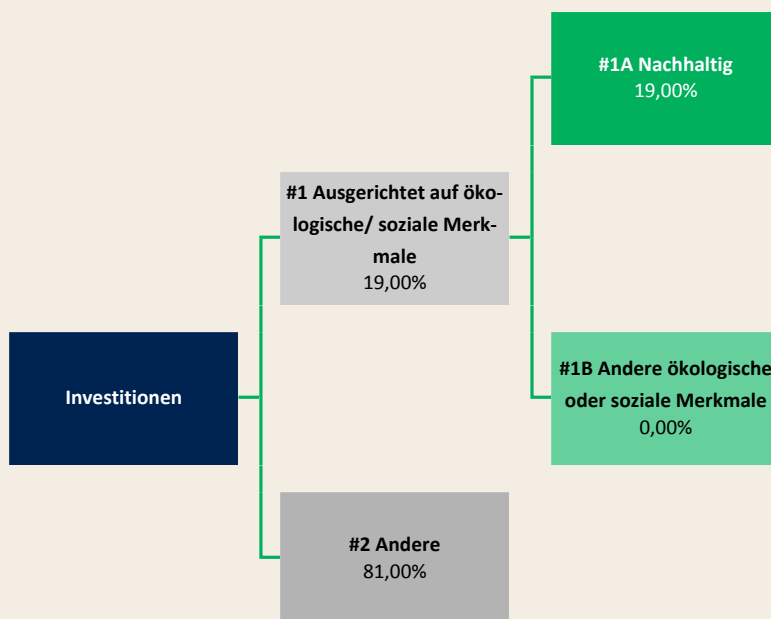 #1A Nachhaltig
19,00%
#1 Ausgerichtet auf öko-
logische/ soziale Merk-
male
19,00%
Investitionen
#1B Andere ökologische
oder soziale Merkmale
0,00%
#2 Andere
81,00%